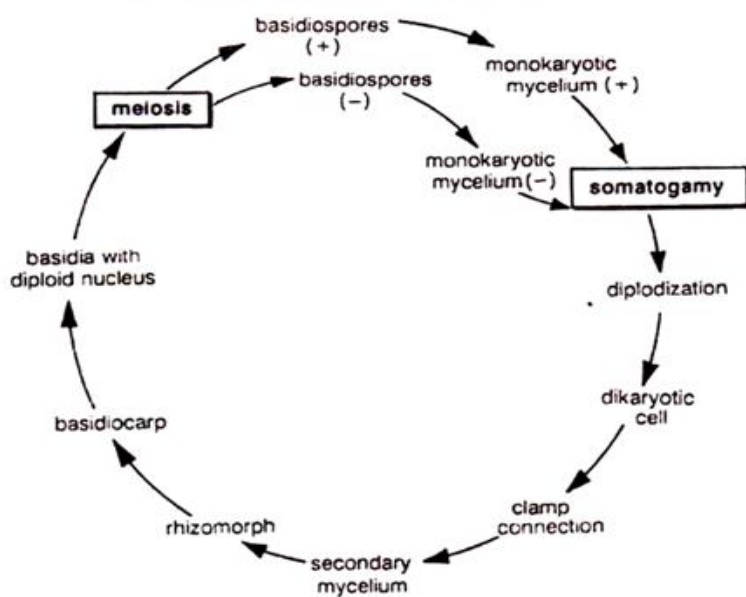 basidiospores
(+)
basidiospores
(−)
monokaryotic
mycelium (+)
meiosis
monokaryotic
mycelium(−)
somatogamy
basidia with
diploid nucleus
diplodization
dikaryotic
cell
basidiocarp
clamp
connection
rhizomorph
secondary
mycelium